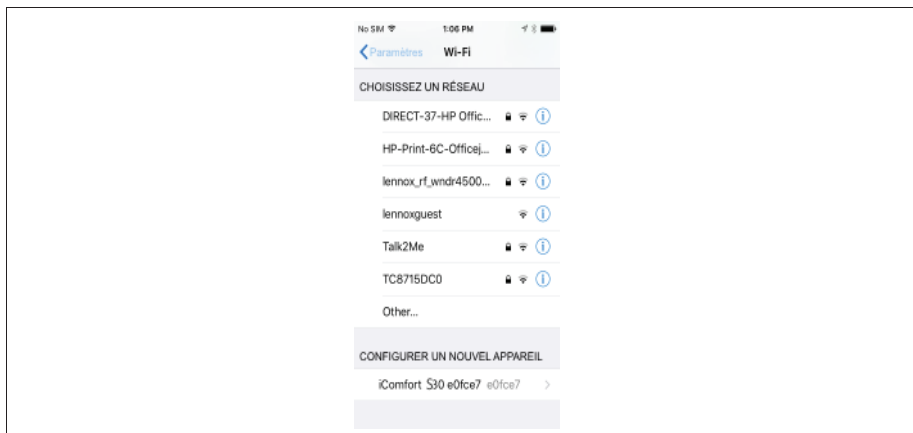 No SIM 1:06 PM
Paramètres Wi-Fi
CHOISISSEZ UN RÉSEAU
DIRECT-37-HP Offic...
HP-Print-6C-Officej...
lennox_rf_wndr4500...
lennoxguest
Talk2Me
TC8715DC0
Other...
CONFIGURER UN NOUVEL APPAREIL
iComfort S30 e0fce7 e0fce7